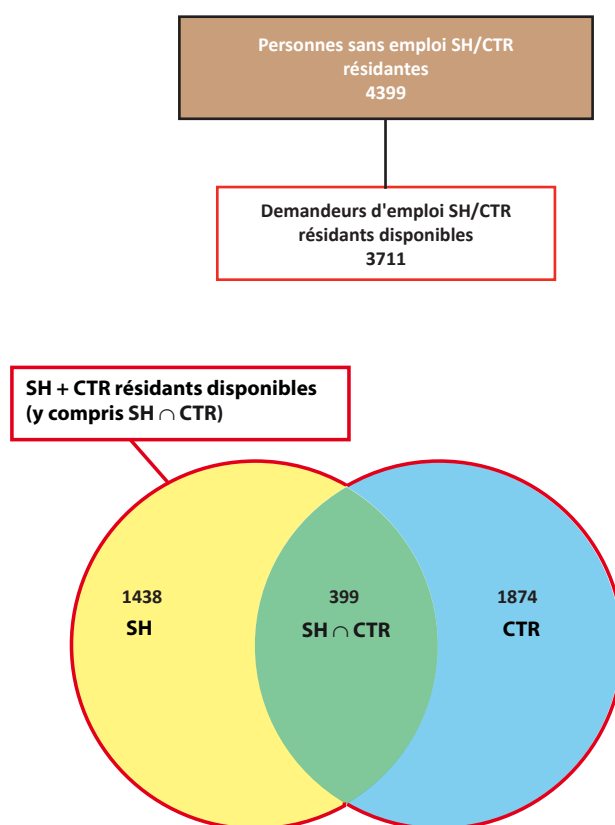 Personnes sans emploi SH/CTR
résidantes
4399
Demandeurs d'emploi SH/CTR
résidants disponibles
3711
SH + CTR résidants disponibles
(y compris SH ∩ CTR)
1438
SH
399
SH ∩ CTR
1874
CTR